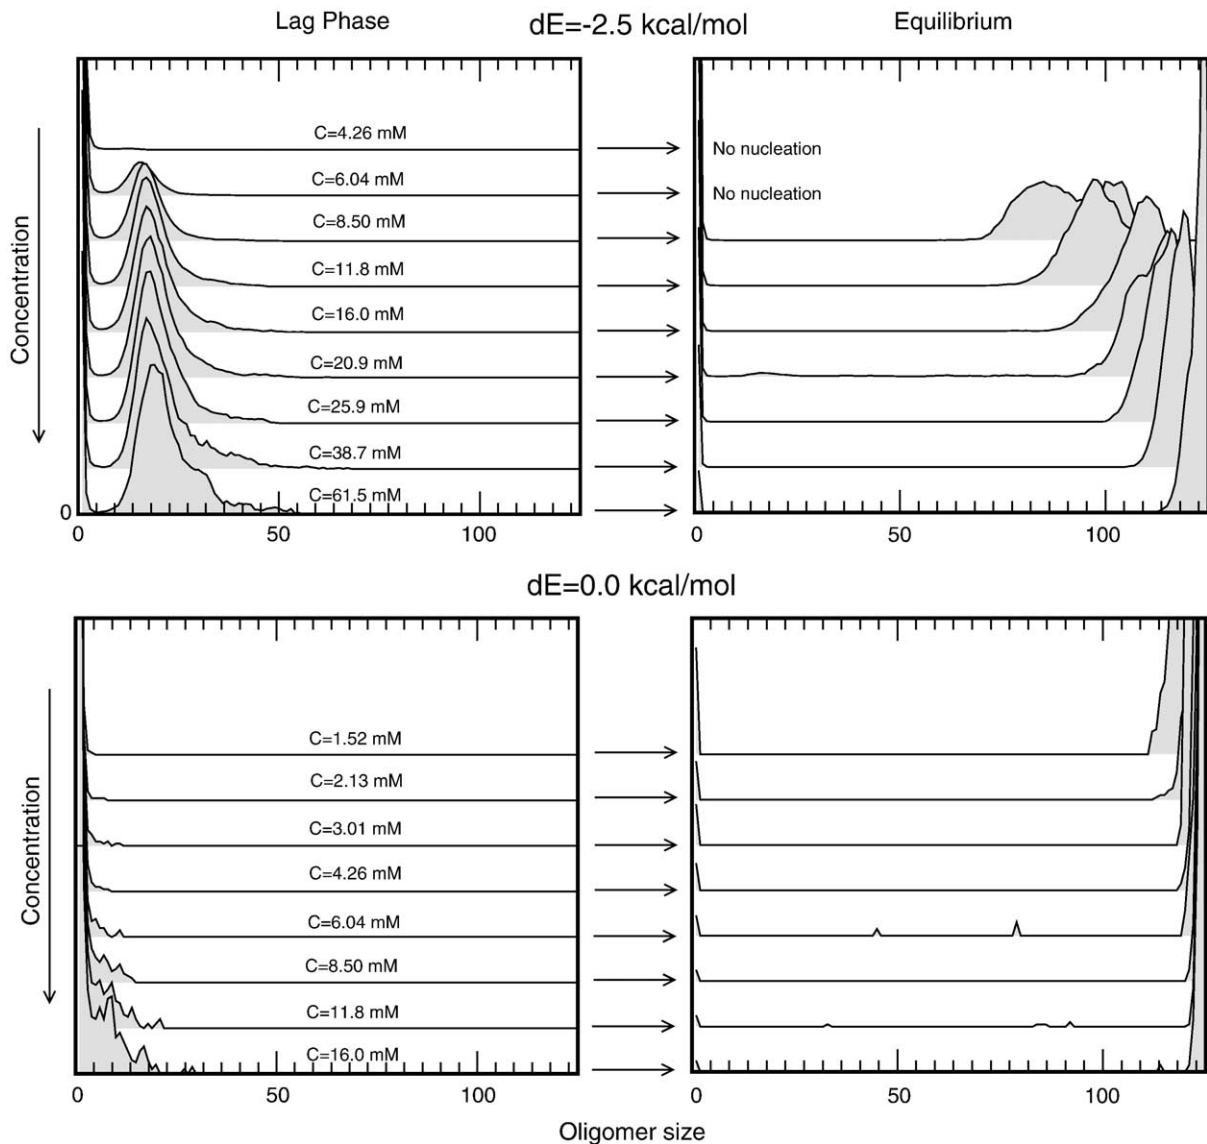 Lag Phase dE=-2.5 kcal/mol Equilibrium
Concentration
C=4.26 mM No nucleation
C=6.04 mM No nucleation
C=8.50 mM
C=11.8 mM
C=16.0 mM
C=20.9 mM
C=25.9 mM
C=38.7 mM
C=61.5 mM
0
0 50 100 0 50 100
dE=0.0 kcal/mol
Concentration
C=1.52 mM
C=2.13 mM
C=3.01 mM
C=4.26 mM
C=6.04 mM
C=8.50 mM
C=11.8 mM
C=16.0 mM
0 50 100 0 50 100
Oligomer size